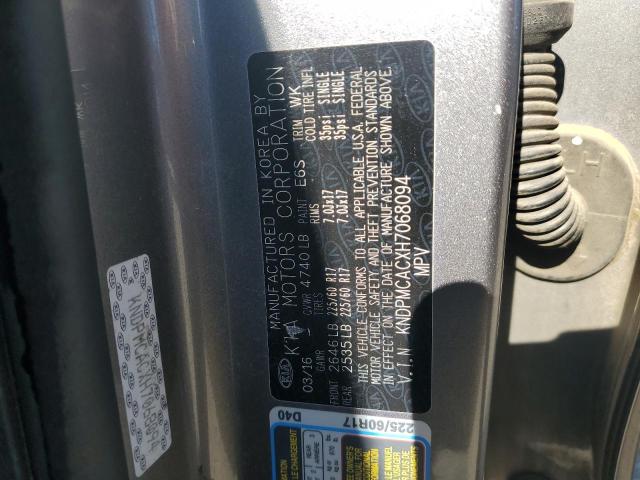 MANUFACTURED IN KOREA BY
KIA MOTORS CORPORATION
03/16 GVWR 4740 LB PAINT E6S TRIM WK
GAWR TIRES RIMS COLD TIRE INFL
FRONT 2646 LB 225/60 R17 7.0Jx17 35psi SINGLE
REAR 2535 LB 225/60 R17 7.0Jx17 35psi SINGLE
THIS VEHICLE CONFORMS TO ALL APPLICABLE U.S.A. FEDERAL
MOTOR VEHICLE SAFETY AND THEFT PREVENTION STANDARDS
IN EFFECT ON THE DATE OF MANUFACTURE SHOWN ABOVE.
V.I.N. KNDPMCACXH7068094
MPV
KIA
KNDPMCACXH7068094
D40
225/60R17